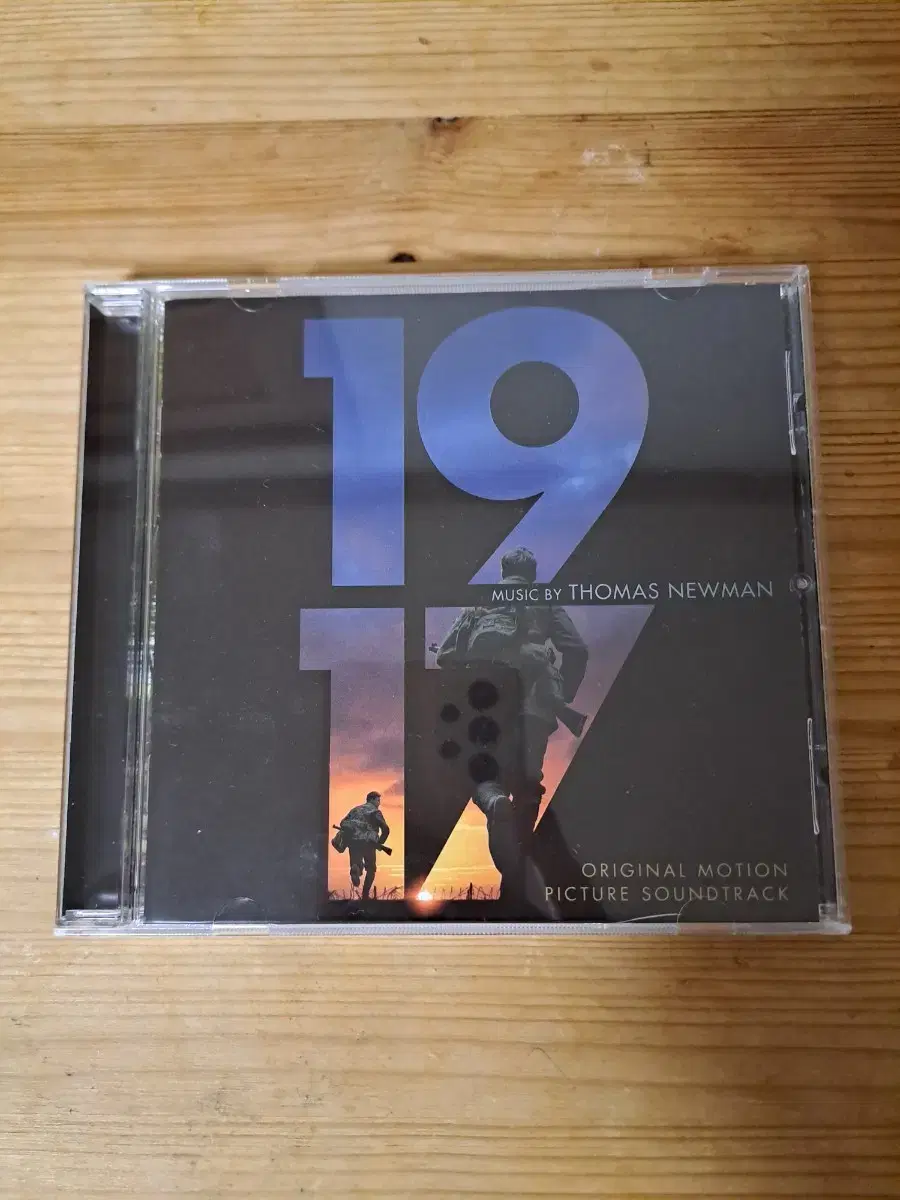 19
MUSIC BY THOMAS NEWMAN
17
ORIGINAL MOTION
PICTURE SOUNDTRACK